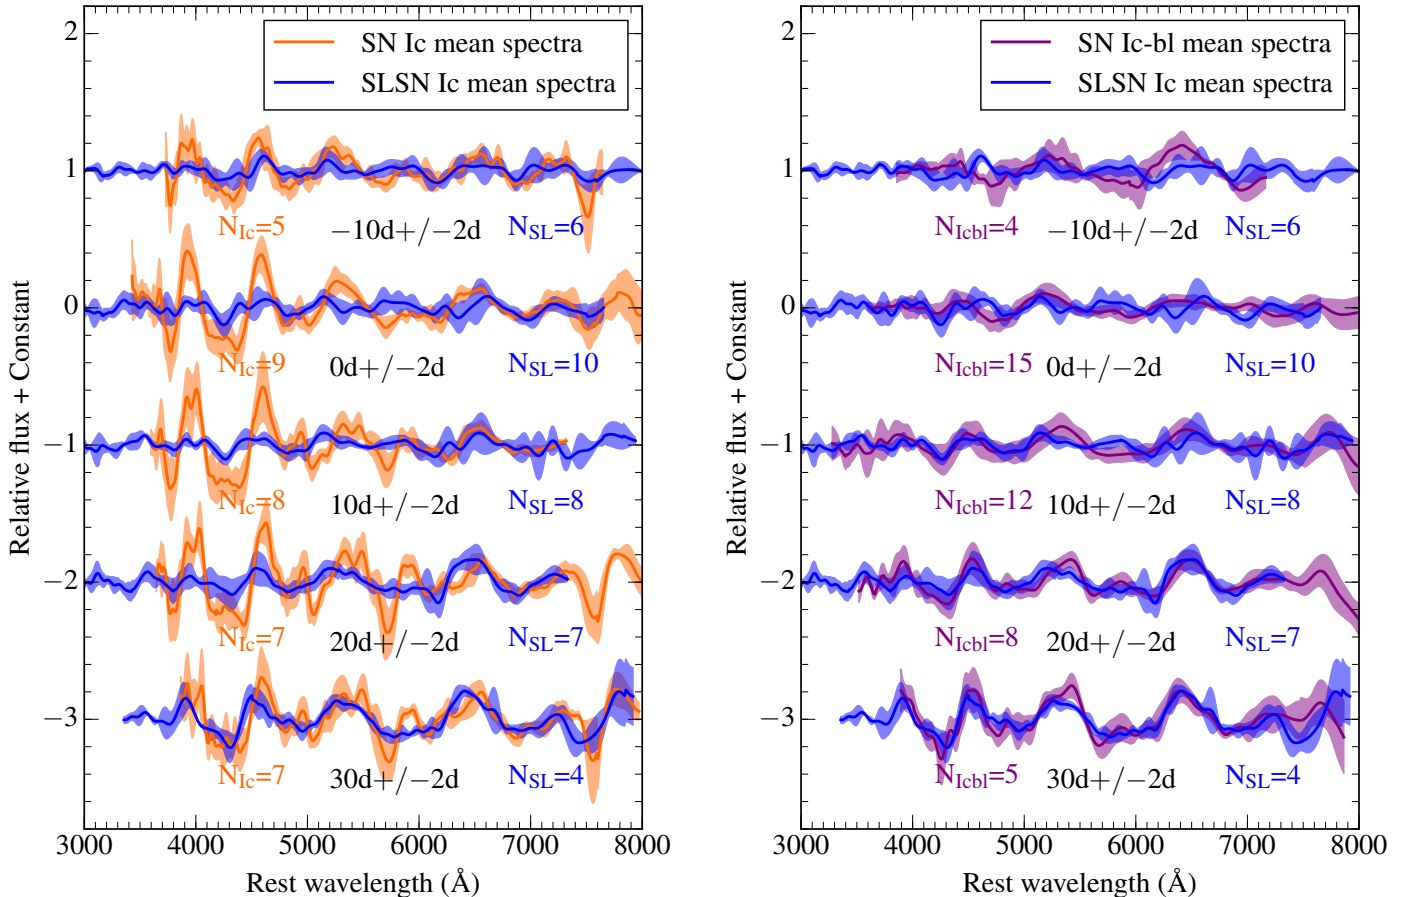 SN Ic mean spectra
SLSN Ic mean spectra
2
1
0
−1
−2
−3
N_Ic=5 −10d+/−2d N_SL=6
N_Ic=9 0d+/−2d N_SL=10
N_Ic=8 10d+/−2d N_SL=8
N_Ic=7 20d+/−2d N_SL=7
N_Ic=7 30d+/−2d N_SL=4
3000 4000 5000 6000 7000 8000
Rest wavelength (Å)
Relative flux + Constant
SN Ic-bl mean spectra
SLSN Ic mean spectra
2
1
0
−1
−2
−3
N_Icbl=4 −10d+/−2d N_SL=6
N_Icbl=15 0d+/−2d N_SL=10
N_Icbl=12 10d+/−2d N_SL=8
N_Icbl=8 20d+/−2d N_SL=7
N_Icbl=5 30d+/−2d N_SL=4
3000 4000 5000 6000 7000 8000
Rest wavelength (Å)
Relative flux + Constant